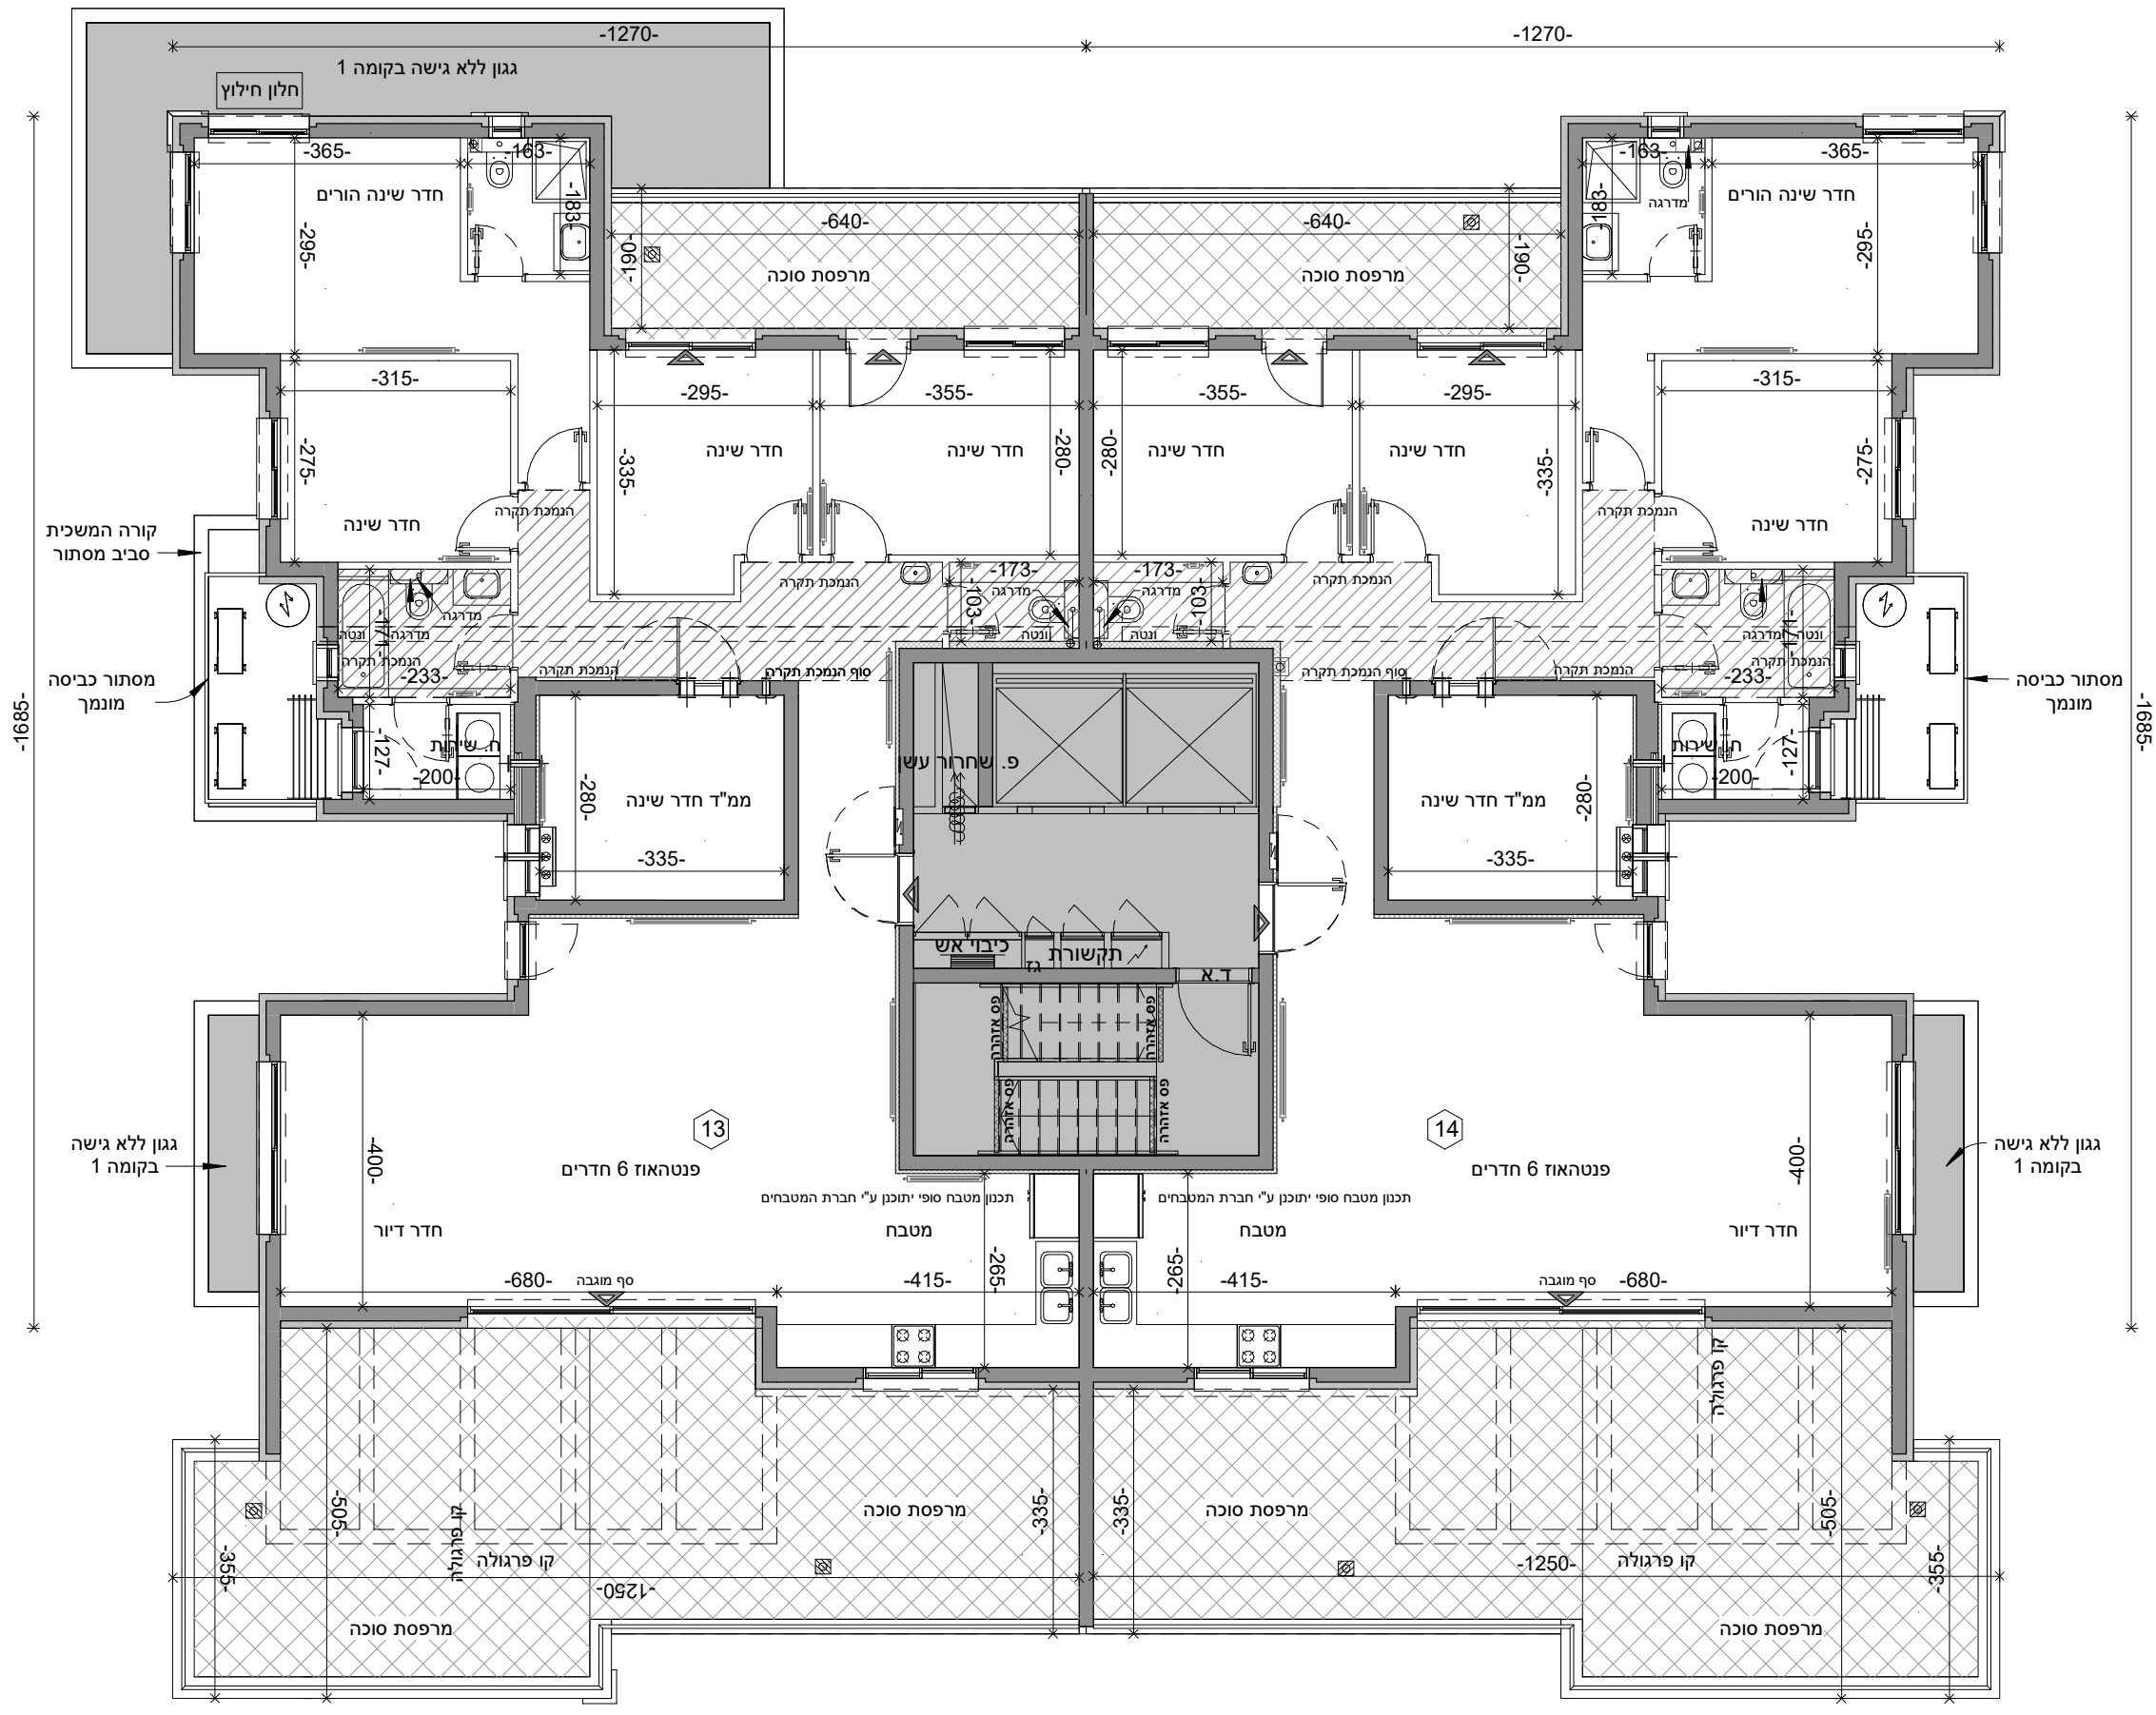 -1270-
-1270-
גגון ללא גישה בקומה 1
חלון חילוץ
-365-
-163-
-163-
-365-
חדר שינה הורים
-183-
-295-
-190-
-640-
-640-
-190-
-183-
מדרגה
חדר שינה הורים
-295-
מרפסת סוכה
מרפסת סוכה
-315-
-295-
-355-
-355-
-295-
-315-
-275-
-335-
חדר שינה
חדר שינה
-280-
-280-
חדר שינה
חדר שינה
-335-
-275-
חדר שינה
הנמכת תקרה
הנמכת תקרה
חדר שינה
קורה המשכית
סביב מסתור
הנמכת תקרה
-173-
-173-
הנמכת תקרה
מדרגה
מדרגה
-103-
-103-
מדרגה
מדרגה
ונטה
-171-
ונטה
ונטה
מדרגה
ונטה
-171-
הנמכת תקרה
הנמכת תקרה
סוף הנמכת תקרה
סוף הנמכת תקרה
הנמכת תקרה
הנמכת תקרה
-233-
-233-
מסתור כביסה
מונמך
מסתור כביסה
מונמך
-1685-
-1685-
-127-
ח. שירות
-200-
ח. שירות
-200-
-127-
פ. שחרור עשן
-280-
ממ"ד חדר שינה
ממ"ד חדר שינה
-280-
-335-
-335-
כיבוי אש
גז
תקשורת
ד.א
פס אזהרה
פס אזהרה
פס אזהרה
פס אזהרה
13
14
גגון ללא גישה
בקומה 1
-400-
פנטהאוז 6 חדרים
פנטהאוז 6 חדרים
-400-
גגון ללא גישה
בקומה 1
תכנון מטבח סופי יתוכנן ע"י חברת המטבחים
תכנון מטבח סופי יתוכנן ע"י חברת המטבחים
חדר דיור
מטבח
מטבח
חדר דיור
-265-
-265-
-680-
סף מוגבה
-415-
-415-
סף מוגבה
-680-
קו פרגולה
-505-
קו פרגולה
מרפסת סוכה
-335-
-335-
מרפסת סוכה
-505-
-355-
קו פרגולה
-1250-
-1250-
קו פרגולה
-355-
מרפסת סוכה
מרפסת סוכה